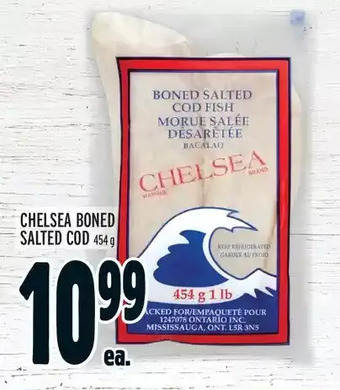 BONED SALTED
COD FISH
MORUE SALÉE
DÉSARÊTÉE
BACALAO
CHELSEA
BRAND
KEEP REFRIGERATED
GARDER AU FROID
454 g 1 lb
ACKED FOR/EMPAQUETÉ POUR
1247078 ONTARIO INC.
MISSISSAUGA, ONT. L5R 3N5
CHELSEA BONED
SALTED COD 454 g
10 99
ea.